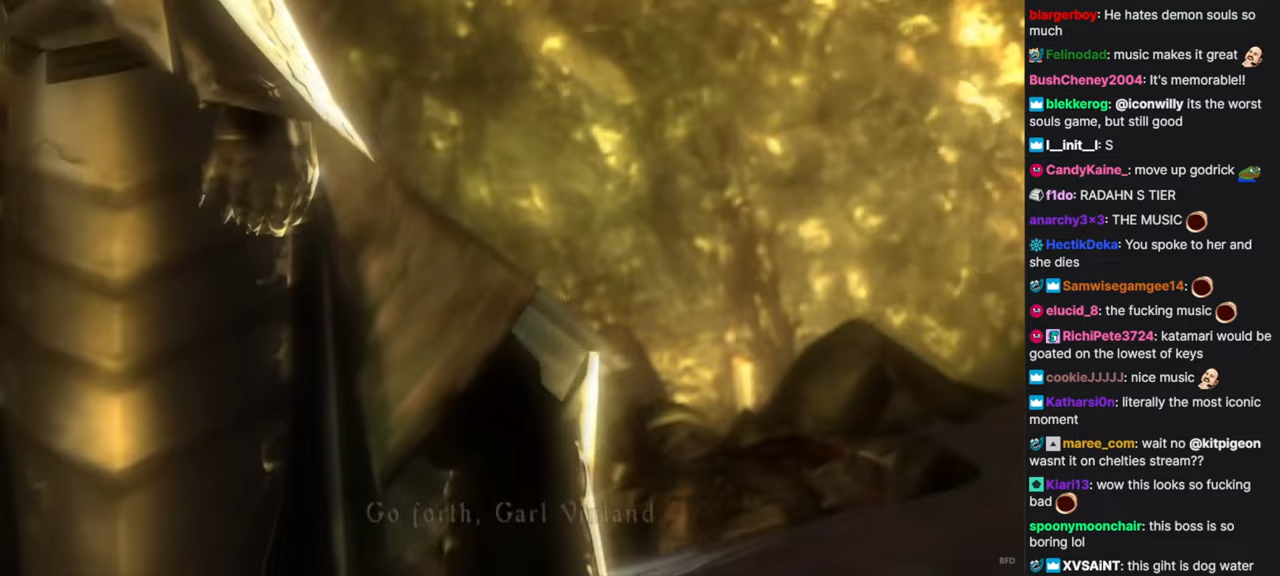 Go forth, Garl Vinland
BFD
blargerboy: He hates demon souls so
much
Felinodad: music makes it great
BushCheney2004: It's memorable!!
blekkerog: @iconwilly its the worst
souls game, but still good
I__init__I: S
CandyKaine_: move up godrick
f1do: RADAHN S TIER
anarchy3x3: THE MUSIC
HectikDeka: You spoke to her and
she dies
Samwisegamgee14:
elucid_8: the fucking music
RichiPete3724: katamari would be
goated on the lowest of keys
cookieJJJJJ: nice music
Katharsi0n: literally the most iconic
moment
maree_com: wait no @kitpigeon
wasnt it on chelties stream??
Kiari13: wow this looks so fucking
bad
spoonymoonchair: this boss is so
boring lol
XVSAiNT: this giht is dog water